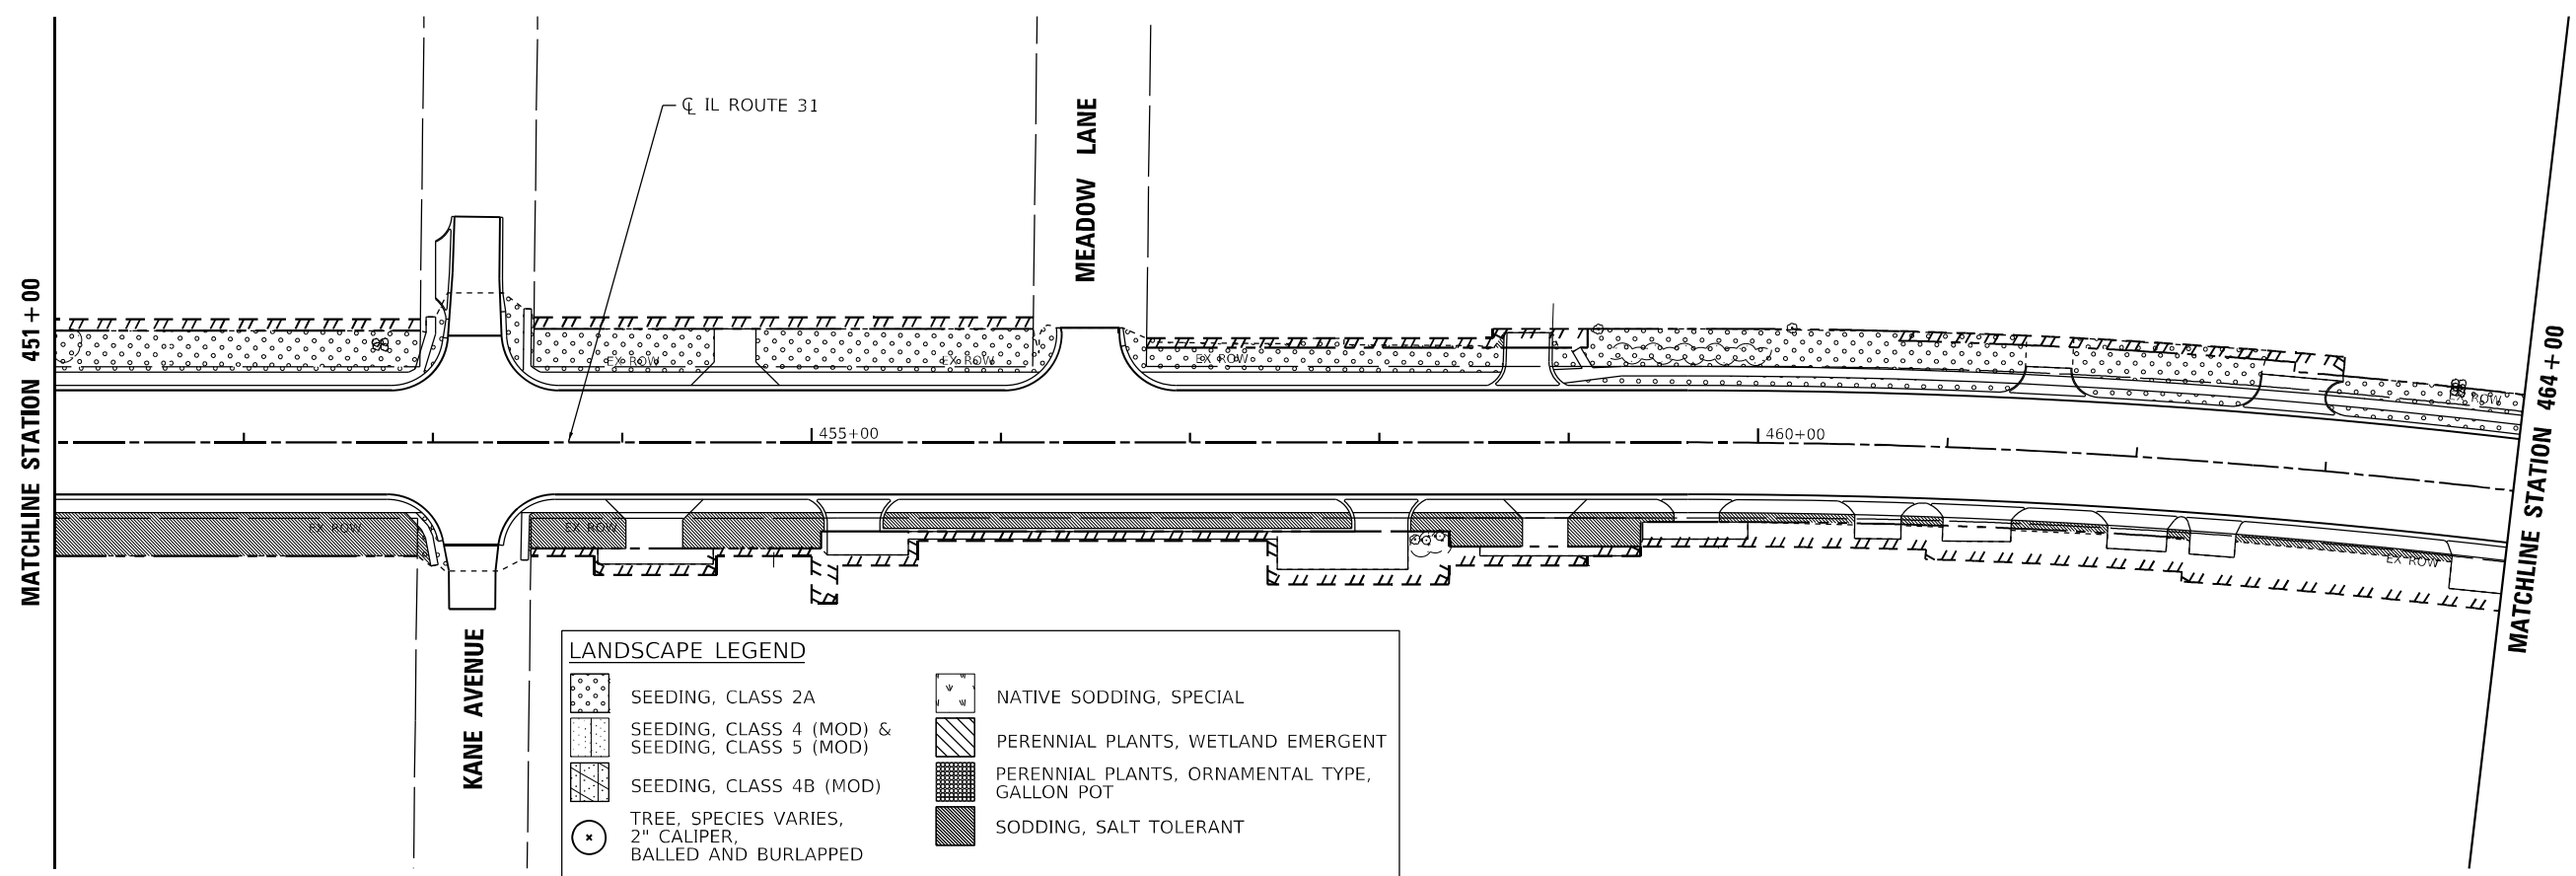 ℄ IL ROUTE 31
MEADOW LANE
MATCHLINE STATION 451+00
EX ROW
EX ROW
EX ROW
EX ROW
455+00
460+00
MATCHLINE STATION 464+00
EX ROW
EX ROW
EX ROW
KANE AVENUE
LANDSCAPE LEGEND
SEEDING, CLASS 2A
SEEDING, CLASS 4 (MOD) &
SEEDING, CLASS 5 (MOD)
SEEDING, CLASS 4B (MOD)
TREE, SPECIES VARIES,
2" CALIPER,
BALLED AND BURLAPPED
NATIVE SODDING, SPECIAL
PERENNIAL PLANTS, WETLAND EMERGENT
PERENNIAL PLANTS, ORNAMENTAL TYPE,
GALLON POT
SODDING, SALT TOLERANT